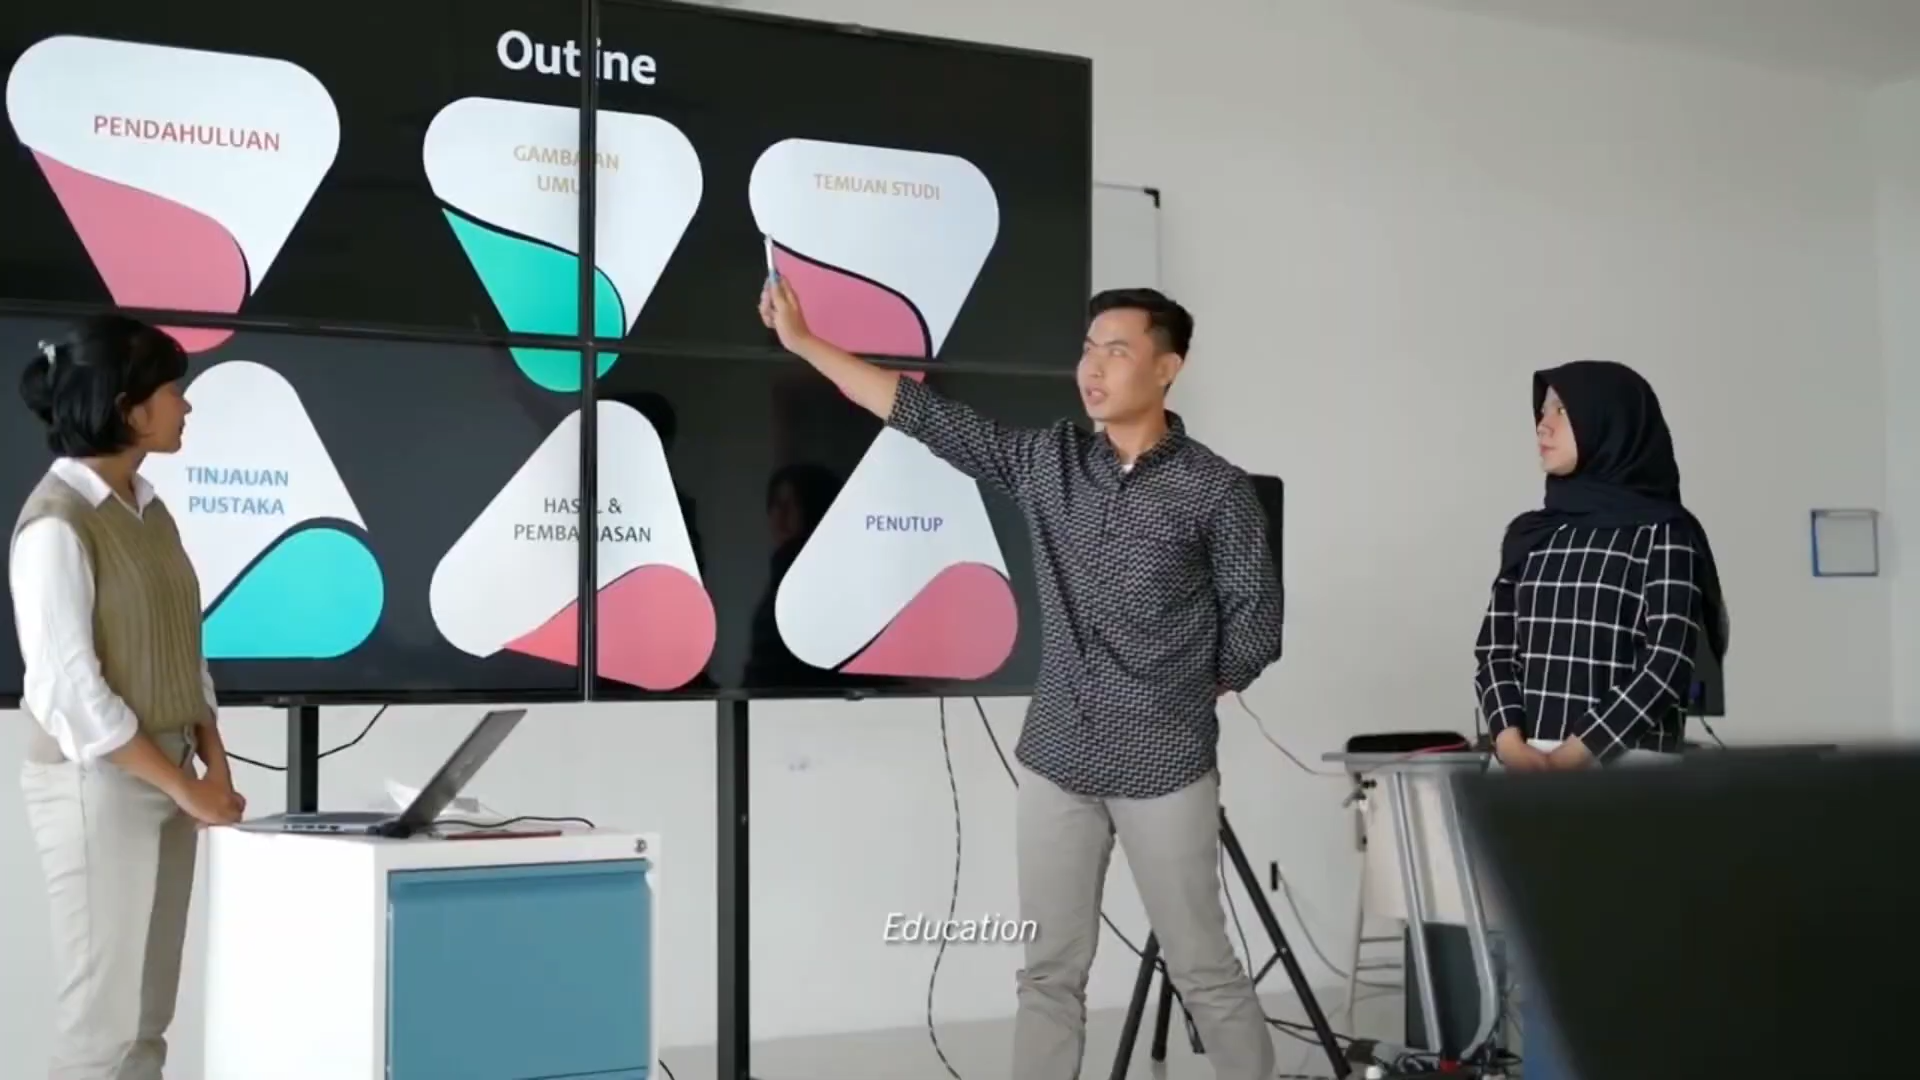 Outline
PENDAHULUAN
GAMBARAN
UMUM
TEMUAN STUDI
TINJAUAN
PUSTAKA
HASIL &
PEMBAHASAN
PENUTUP
Education